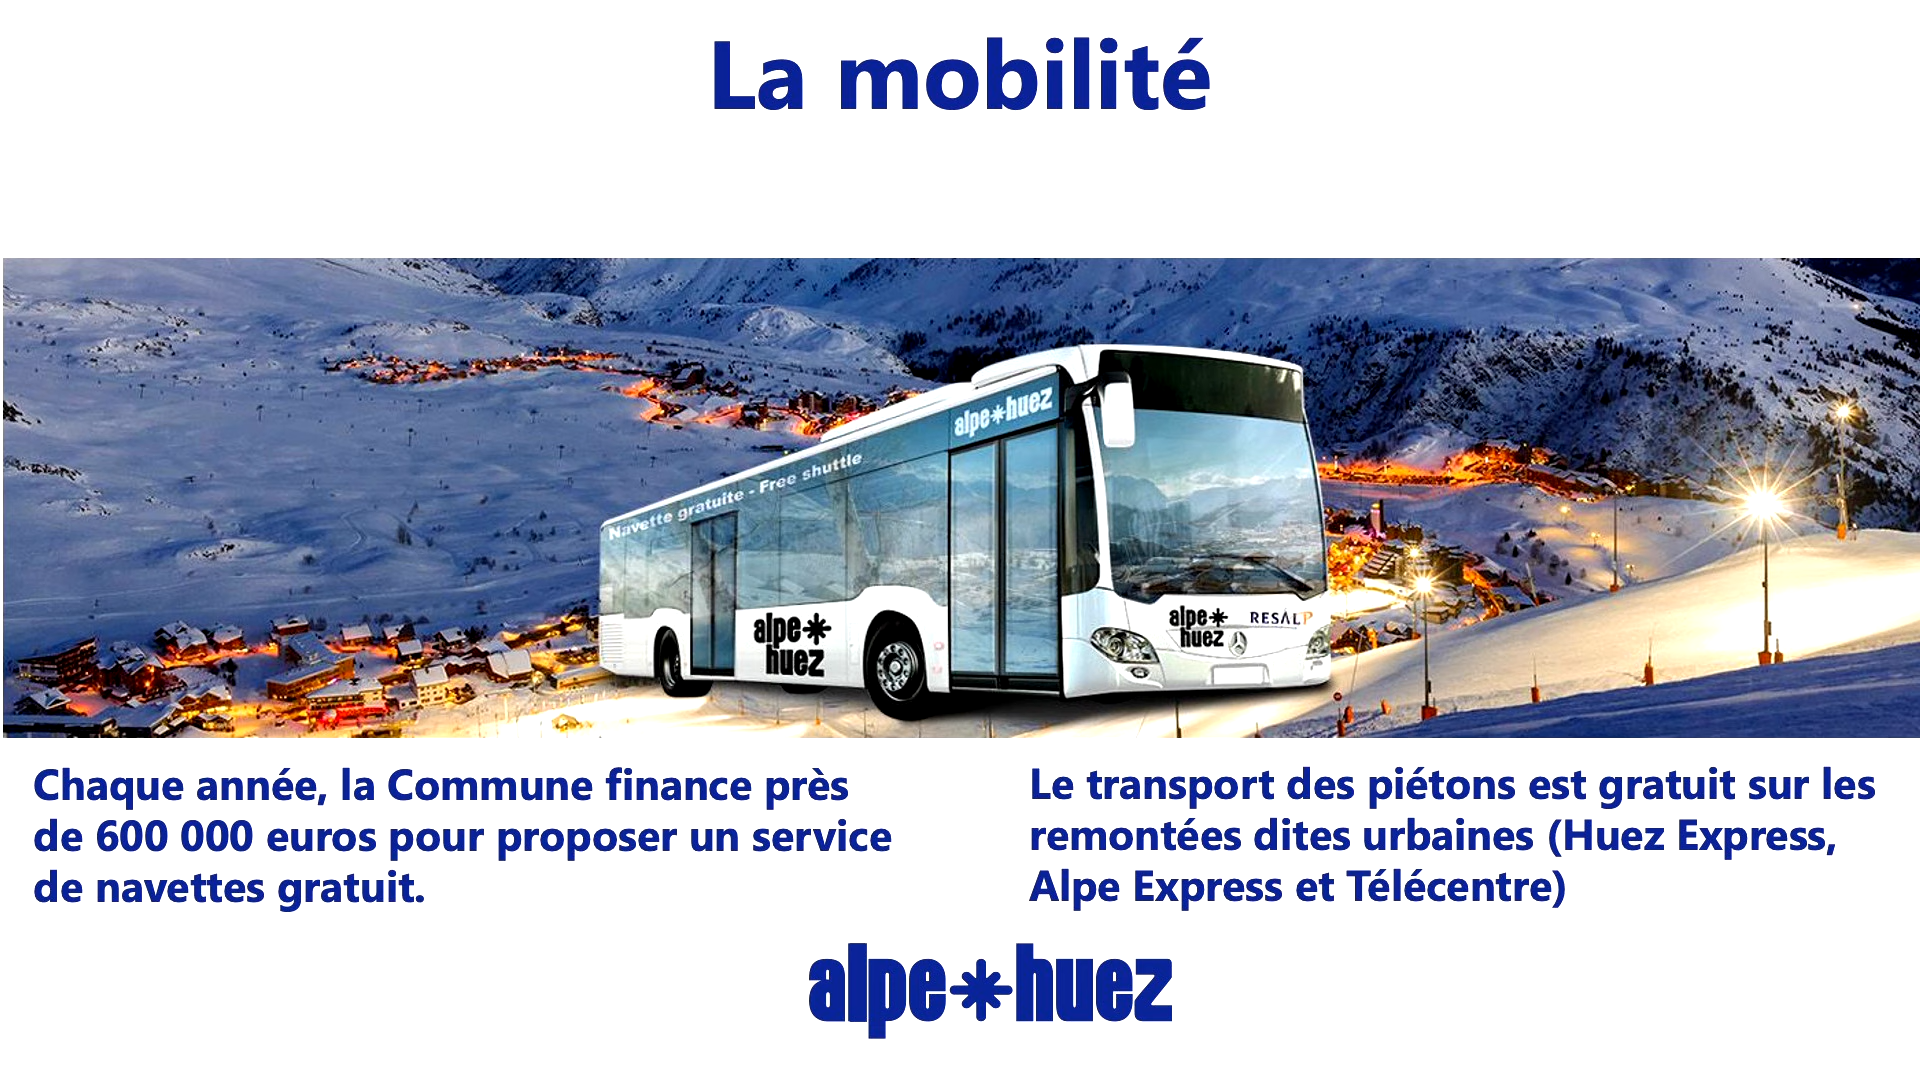 La mobilité
alpe*huez
Navette gratuite - Free shuttle
alpe*
huez
alpe*
huez
RESALP
Chaque année, la Commune finance près
de 600 000 euros pour proposer un service
de navettes gratuit.
Le transport des piétons est gratuit sur les
remontées dites urbaines (Huez Express,
Alpe Express et Télécentre)
alpe*huez